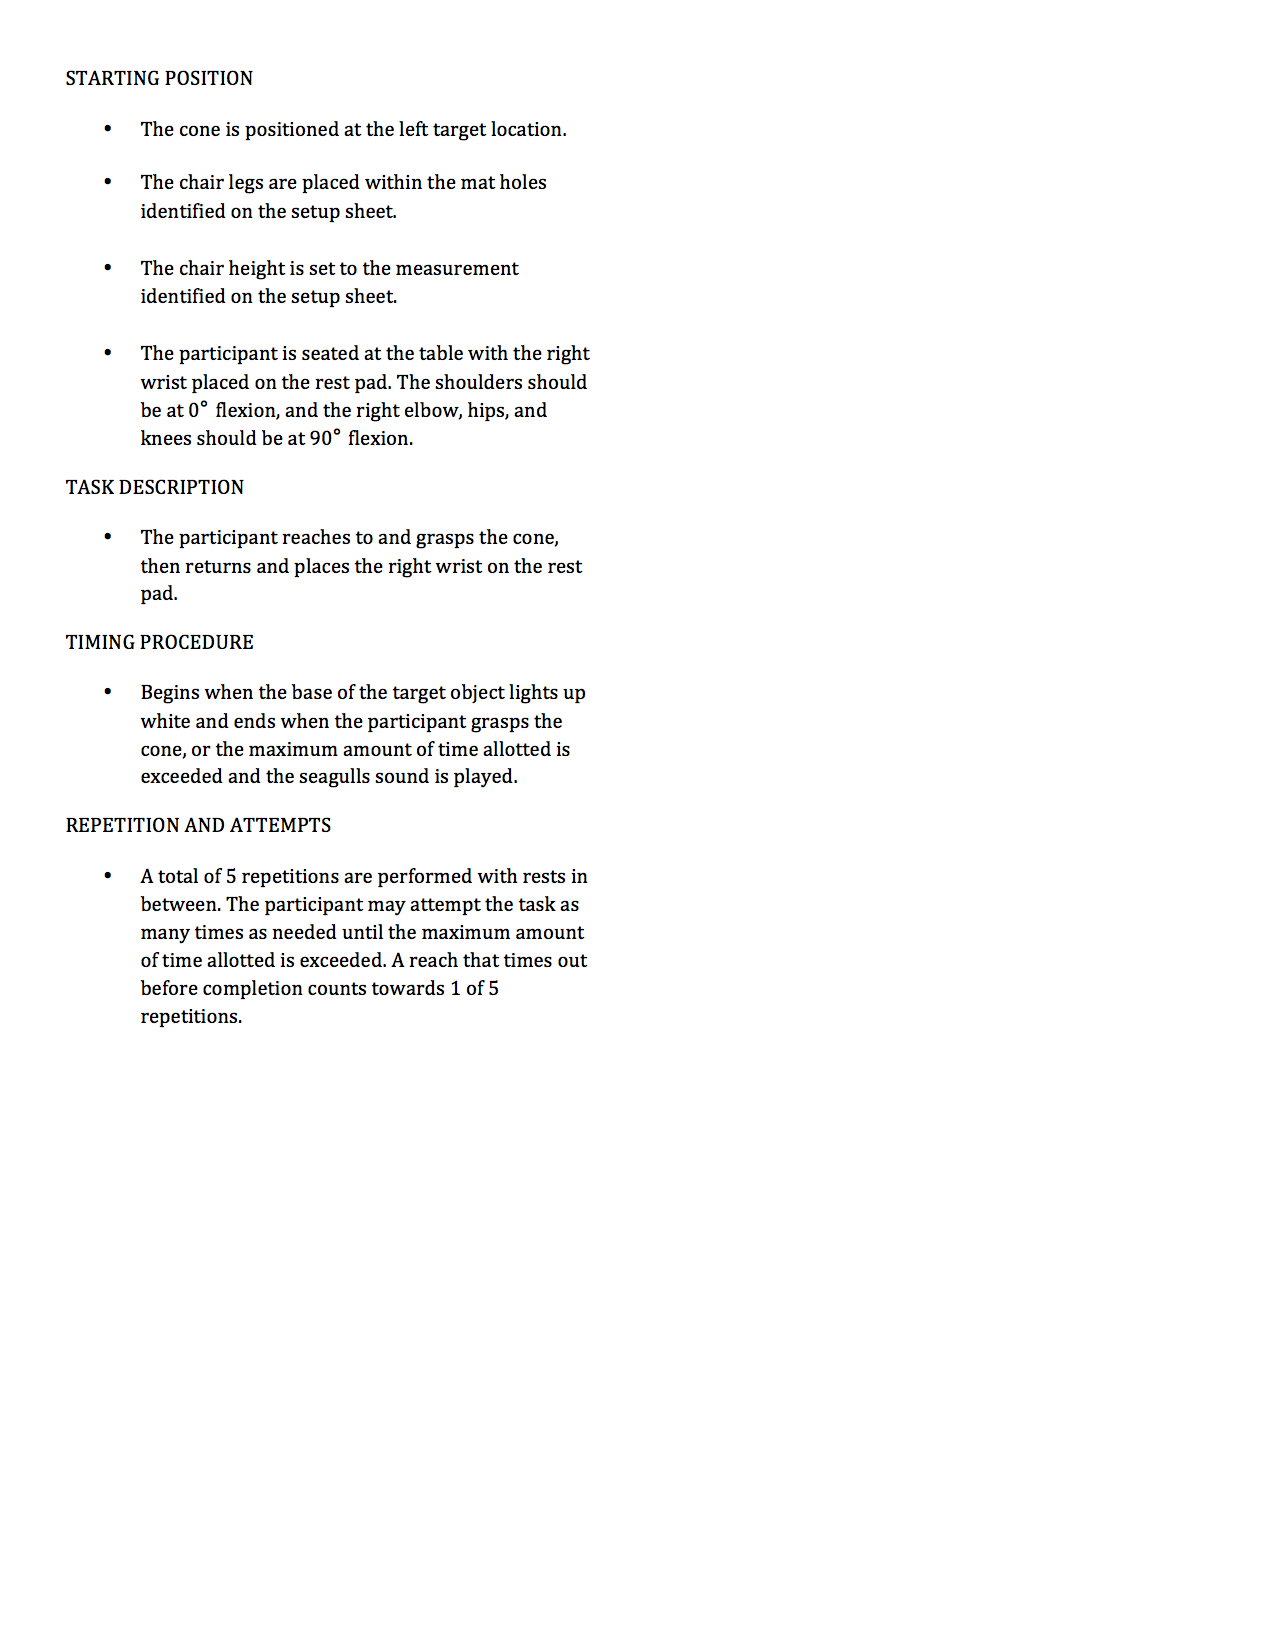 STARTING POSITION
• The cone is positioned at the left target location.
• The chair legs are placed within the mat holes
identified on the setup sheet.
• The chair height is set to the measurement
identified on the setup sheet.
• The participant is seated at the table with the right
wrist placed on the rest pad. The shoulders should
be at 0° flexion, and the right elbow, hips, and
knees should be at 90° flexion.
TASK DESCRIPTION
• The participant reaches to and grasps the cone,
then returns and places the right wrist on the rest
pad.
TIMING PROCEDURE
• Begins when the base of the target object lights up
white and ends when the participant grasps the
cone, or the maximum amount of time allotted is
exceeded and the seagulls sound is played.
REPETITION AND ATTEMPTS
• A total of 5 repetitions are performed with rests in
between. The participant may attempt the task as
many times as needed until the maximum amount
of time allotted is exceeded. A reach that times out
before completion counts towards 1 of 5
repetitions.